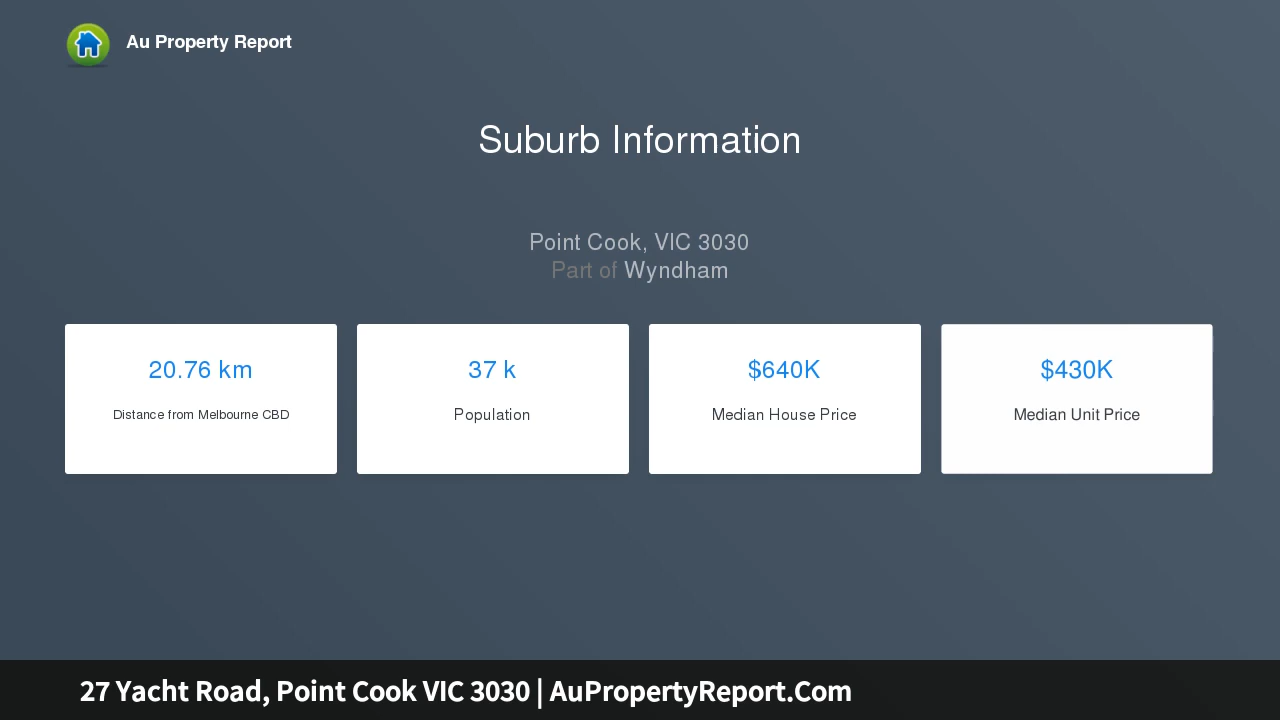 Au Property Report
Suburb Information
Point Cook, VIC 3030
Part of Wyndham
20.76 km
Distance from Melbourne CBD
37 k
Population
$640K
Median House Price
$430K
Median Unit Price
27 Yacht Road, Point Cook VIC 3030 | AuPropertyReport.Com